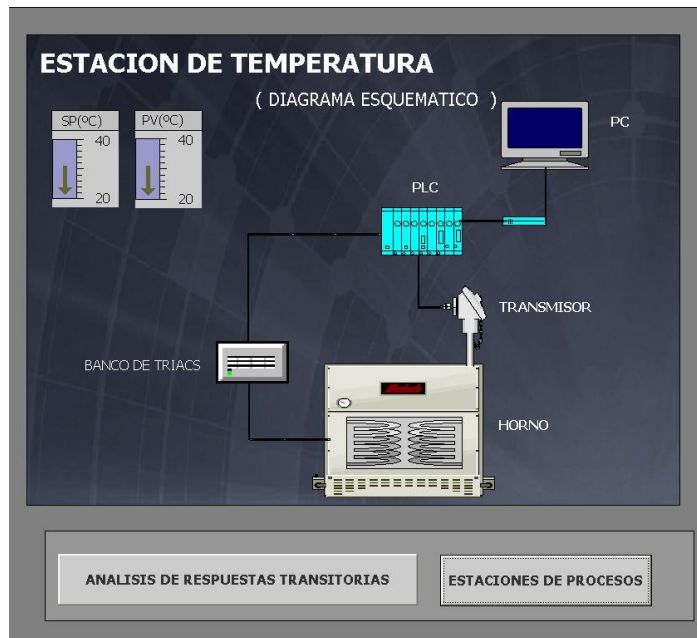 ESTACION DE TEMPERATURA
( DIAGRAMA ESQUEMATICO )
SP(ºC)
40
20
PV(ºC)
40
20
PC
PLC
TRANSMISOR
BANCO DE TRIACS
HORNO
ANALISIS DE RESPUESTAS TRANSITORIAS
ESTACIONES DE PROCESOS